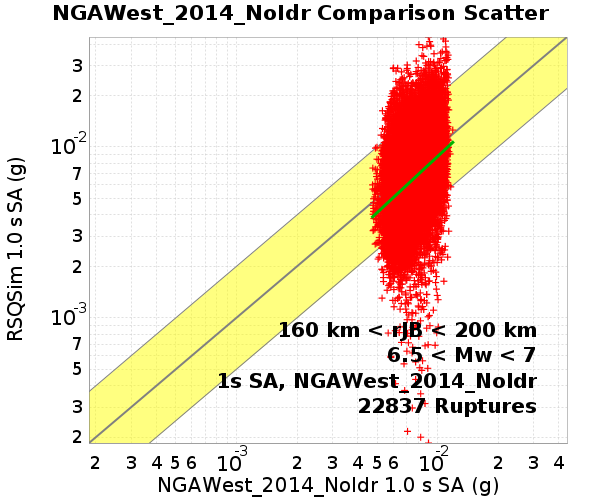 NGAWest_2014_NoIdr Comparison Scatter
RSQSim 1.0 s SA (g)
3
2
10-2
7
5
3
2
10-3
7
5
3
2
160 km < rJB < 200 km
6.5 < Mw < 7
1s SA, NGAWest_2014_NoIdr
22837 Ruptures
2 3 4 5 6 10-3 2 3 4 5 6 10-2 2 3 4
NGAWest_2014_NoIdr 1.0 s SA (g)